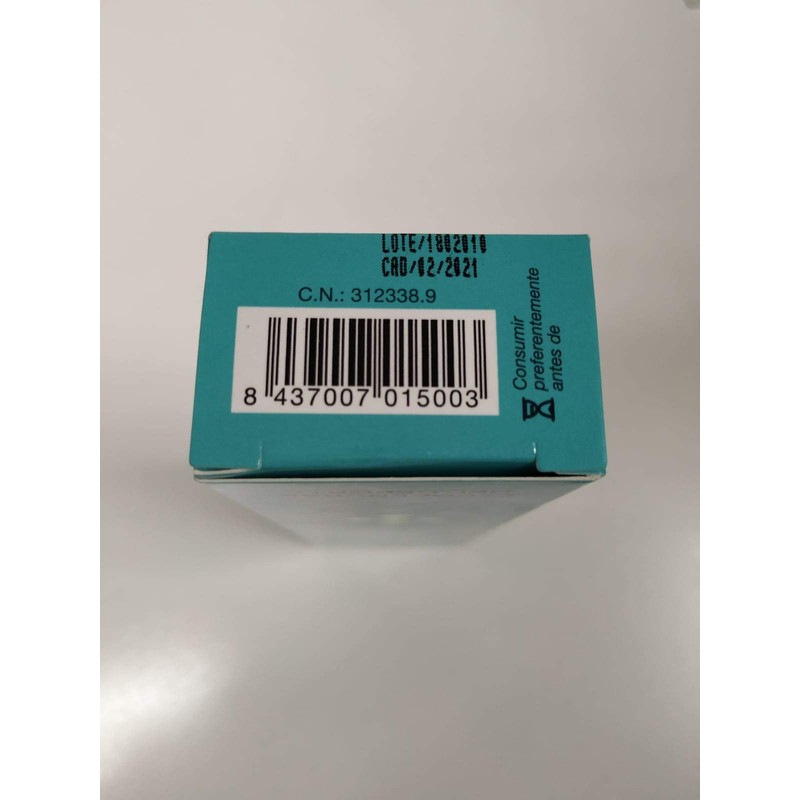 LOTE/1802010
CAD/02/2021
C.N.: 312338.9
8 437007 015003
Consumir
preferentemente
antes de